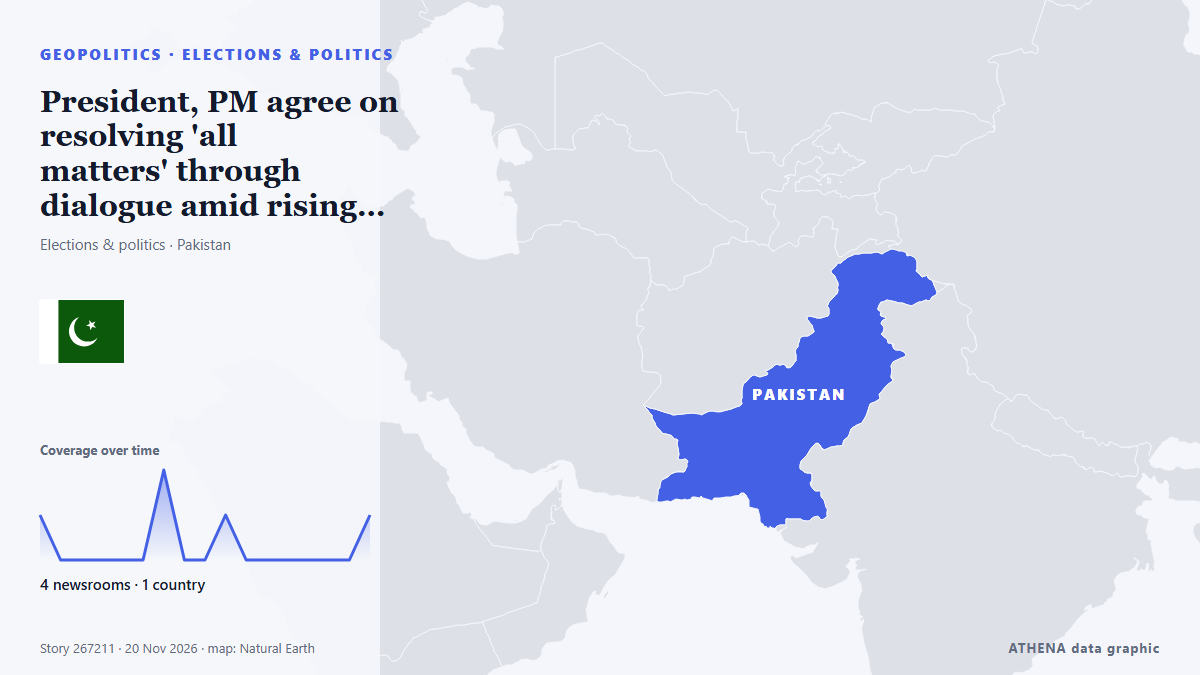 GEOPOLITICS · ELECTIONS & POLITICS
President, PM agree on
resolving 'all
matters' through
dialogue amid rising...
Elections & politics · Pakistan
PAKISTAN
Coverage over time
4 newsrooms · 1 country
Story 267211 · 20 Nov 2026 · map: Natural Earth
ATHENA data graphic